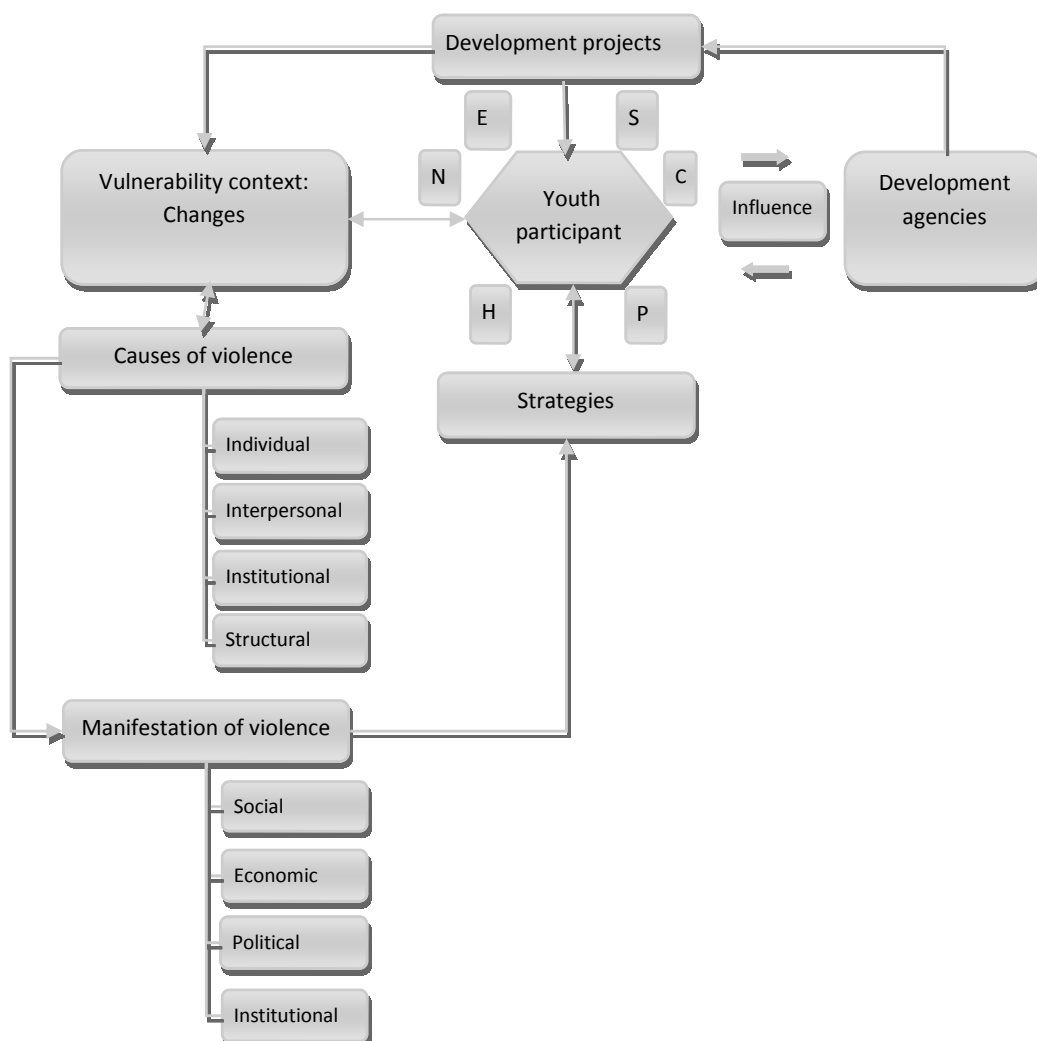 Development projects
E
S
N
C
Vulnerability context:
Changes
Youth
participant
Influence
Development
agencies
H
P
Causes of violence
Strategies
Individual
Interpersonal
Institutional
Structural
Manifestation of violence
Social
Economic
Political
Institutional